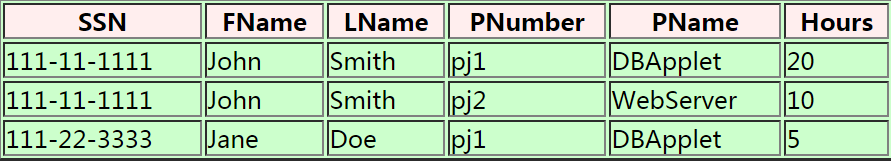 SSN FName LName PNumber PName Hours
111-11-1111 John Smith pj1 DBApplet 20
111-11-1111 John Smith pj2 WebServer 10
111-22-3333 Jane Doe pj1 DBApplet 5